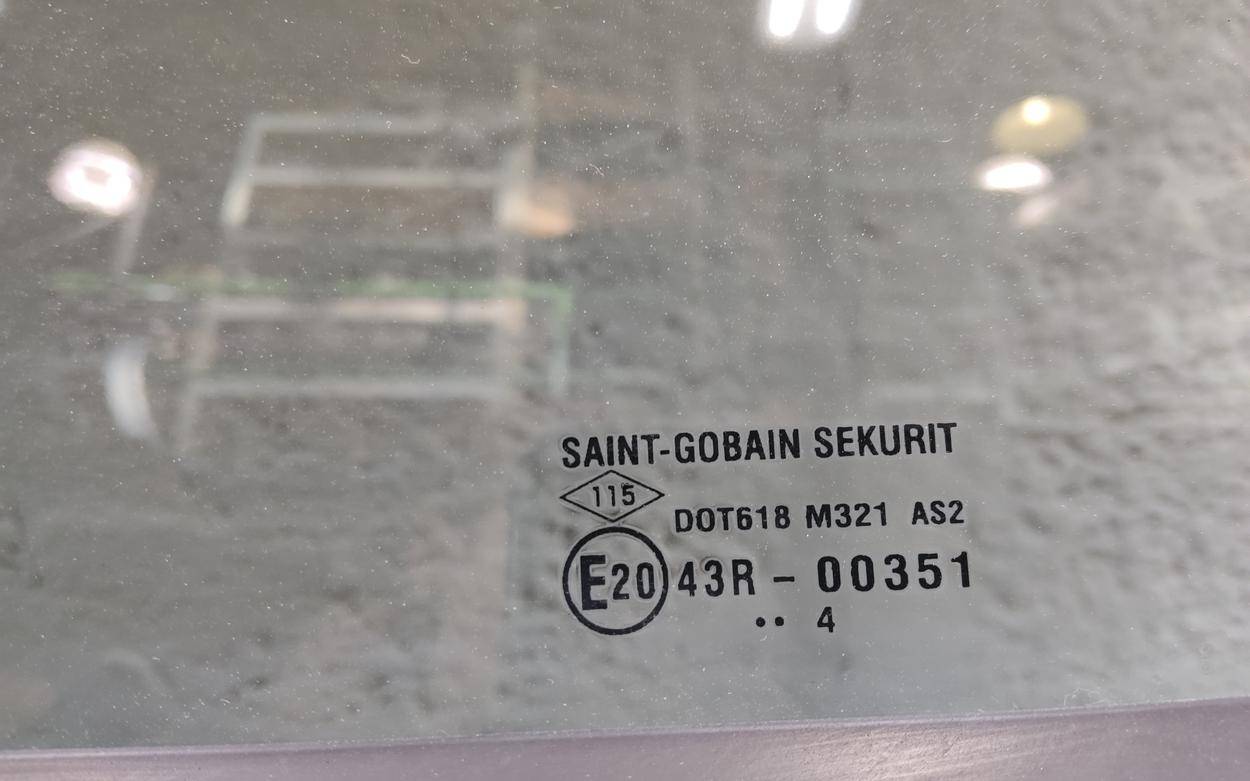 SAINT-GOBAIN SEKURIT
115
DOT618 M321 AS2
E20 43R - 00351
•• 4